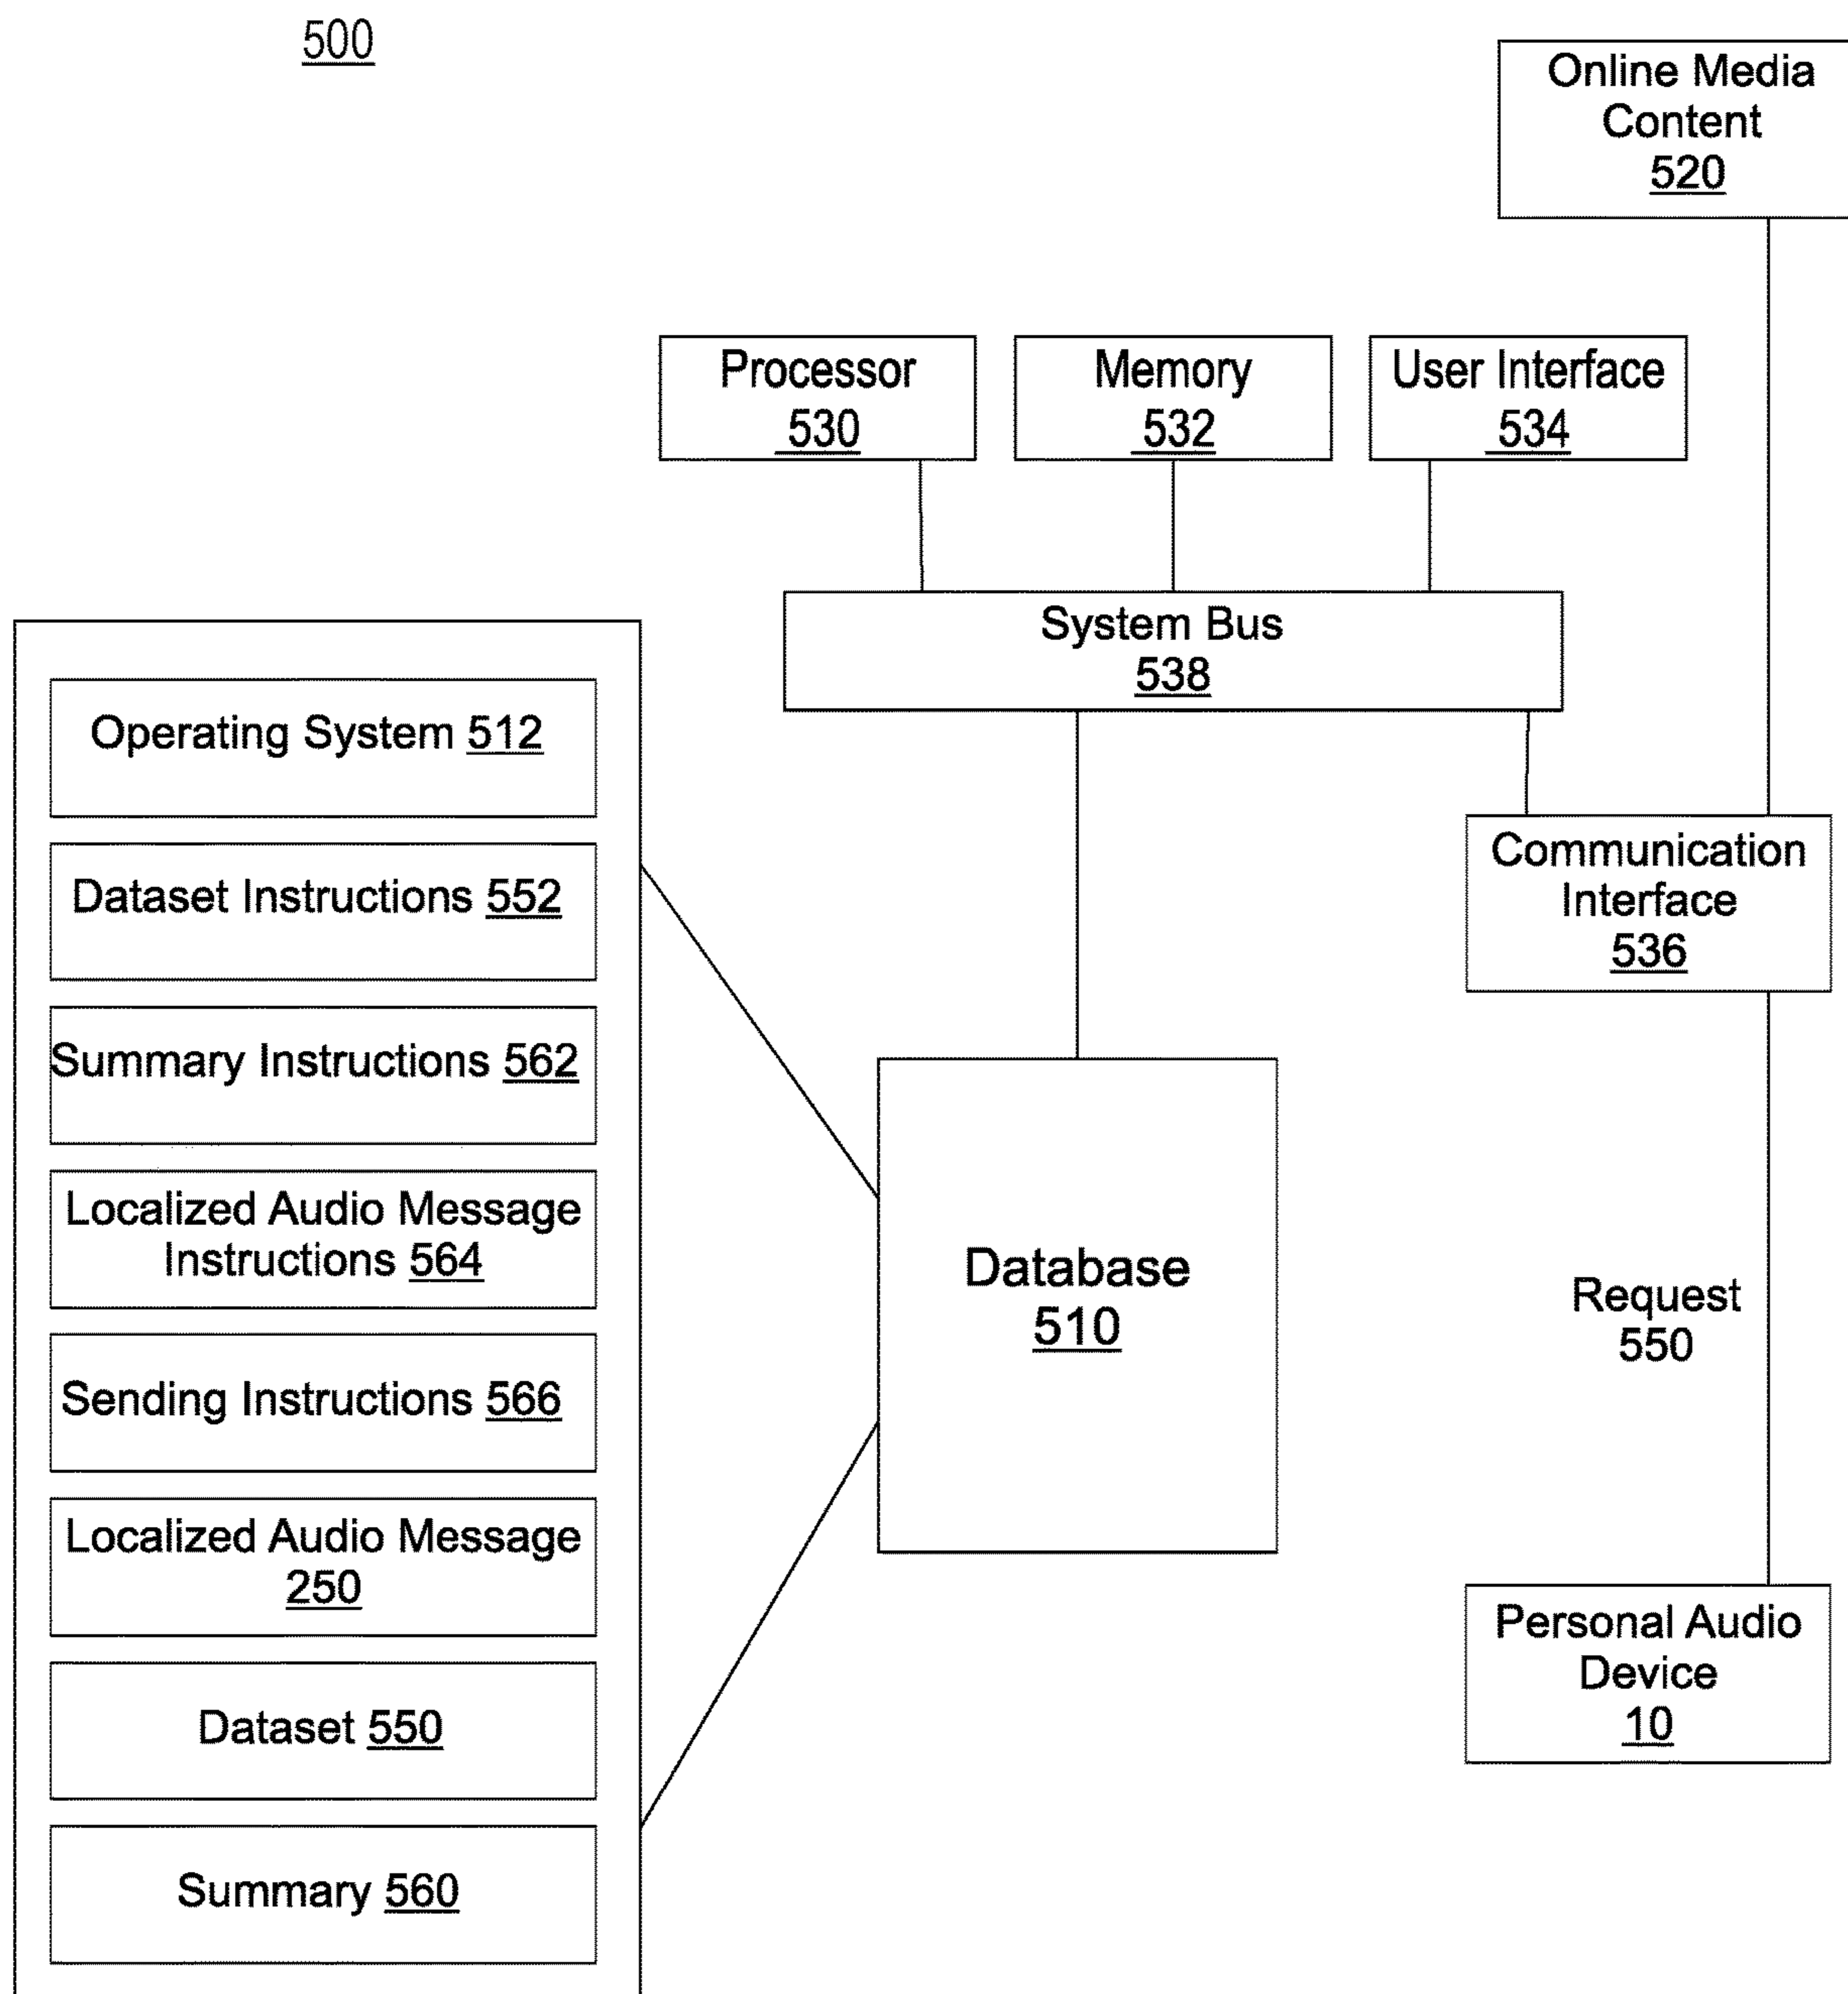 500
Online Media
Content
520
Processor
530
Memory
532
User Interface
534
System Bus
538
Operating System 512
Dataset Instructions 552
Summary Instructions 562
Localized Audio Message
Instructions 564
Sending Instructions 566
Localized Audio Message
250
Dataset 550
Summary 560
Communication
Interface
536
Database
510
Request
550
Personal Audio
Device
10